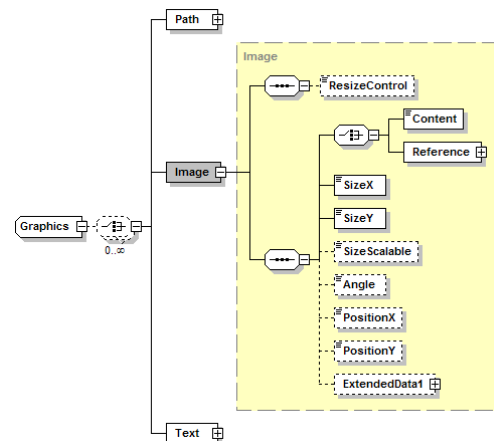 Path
Image
ResizeControl
Content
Reference
Image
SizeX
SizeY
Graphics
0..∞
SizeScalable
Angle
PositionX
PositionY
ExtendedData1
Text